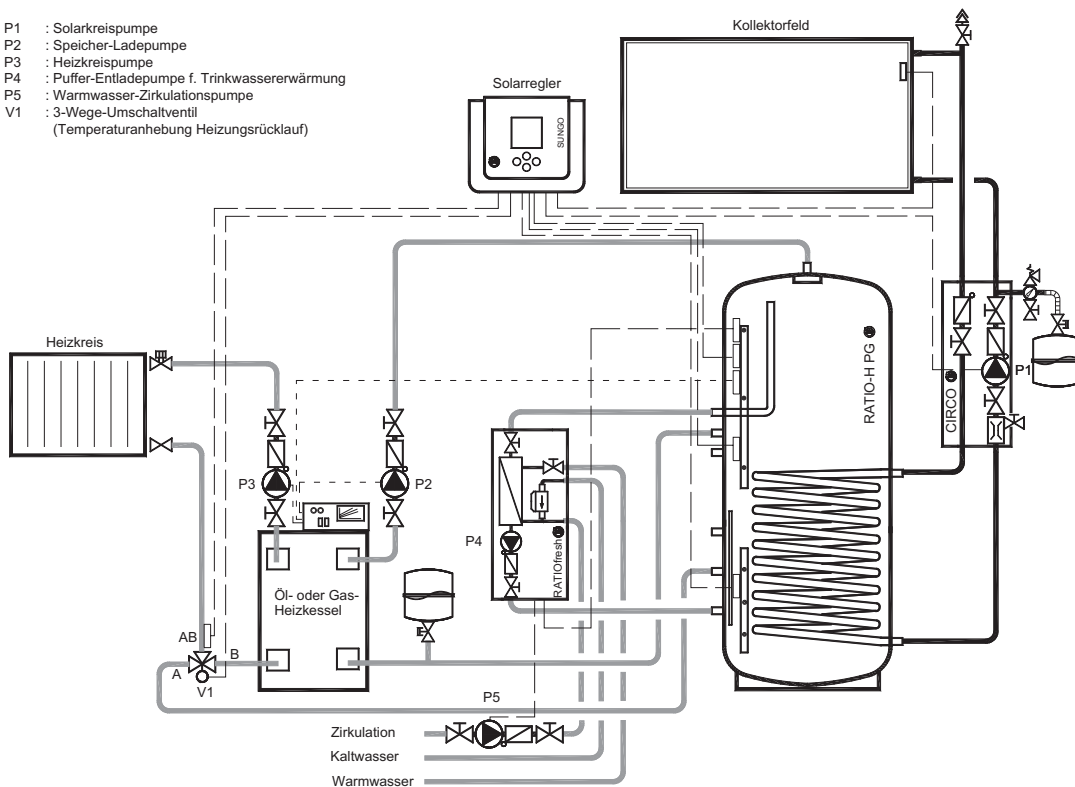 P1 : Solarkreispumpe
P2 : Speicher-Ladepumpe
P3 : Heizkreispumpe
P4 : Puffer-Entladepumpe f. Trinkwassererwärmung
P5 : Warmwasser-Zirkulationspumpe
V1 : 3-Wege-Umschaltventil
(Temperaturanhebung Heizungsrücklauf)
Kollektorfeld
Solarregler
SUNGO
Heizkreis
RATIO-H PG
CIRCO
P1
P3
P2
P4
RATIOfresh
Öl- oder Gas-
Heizkessel
AB
B
A
V1
P5
Zirkulation
Kaltwasser
Warmwasser